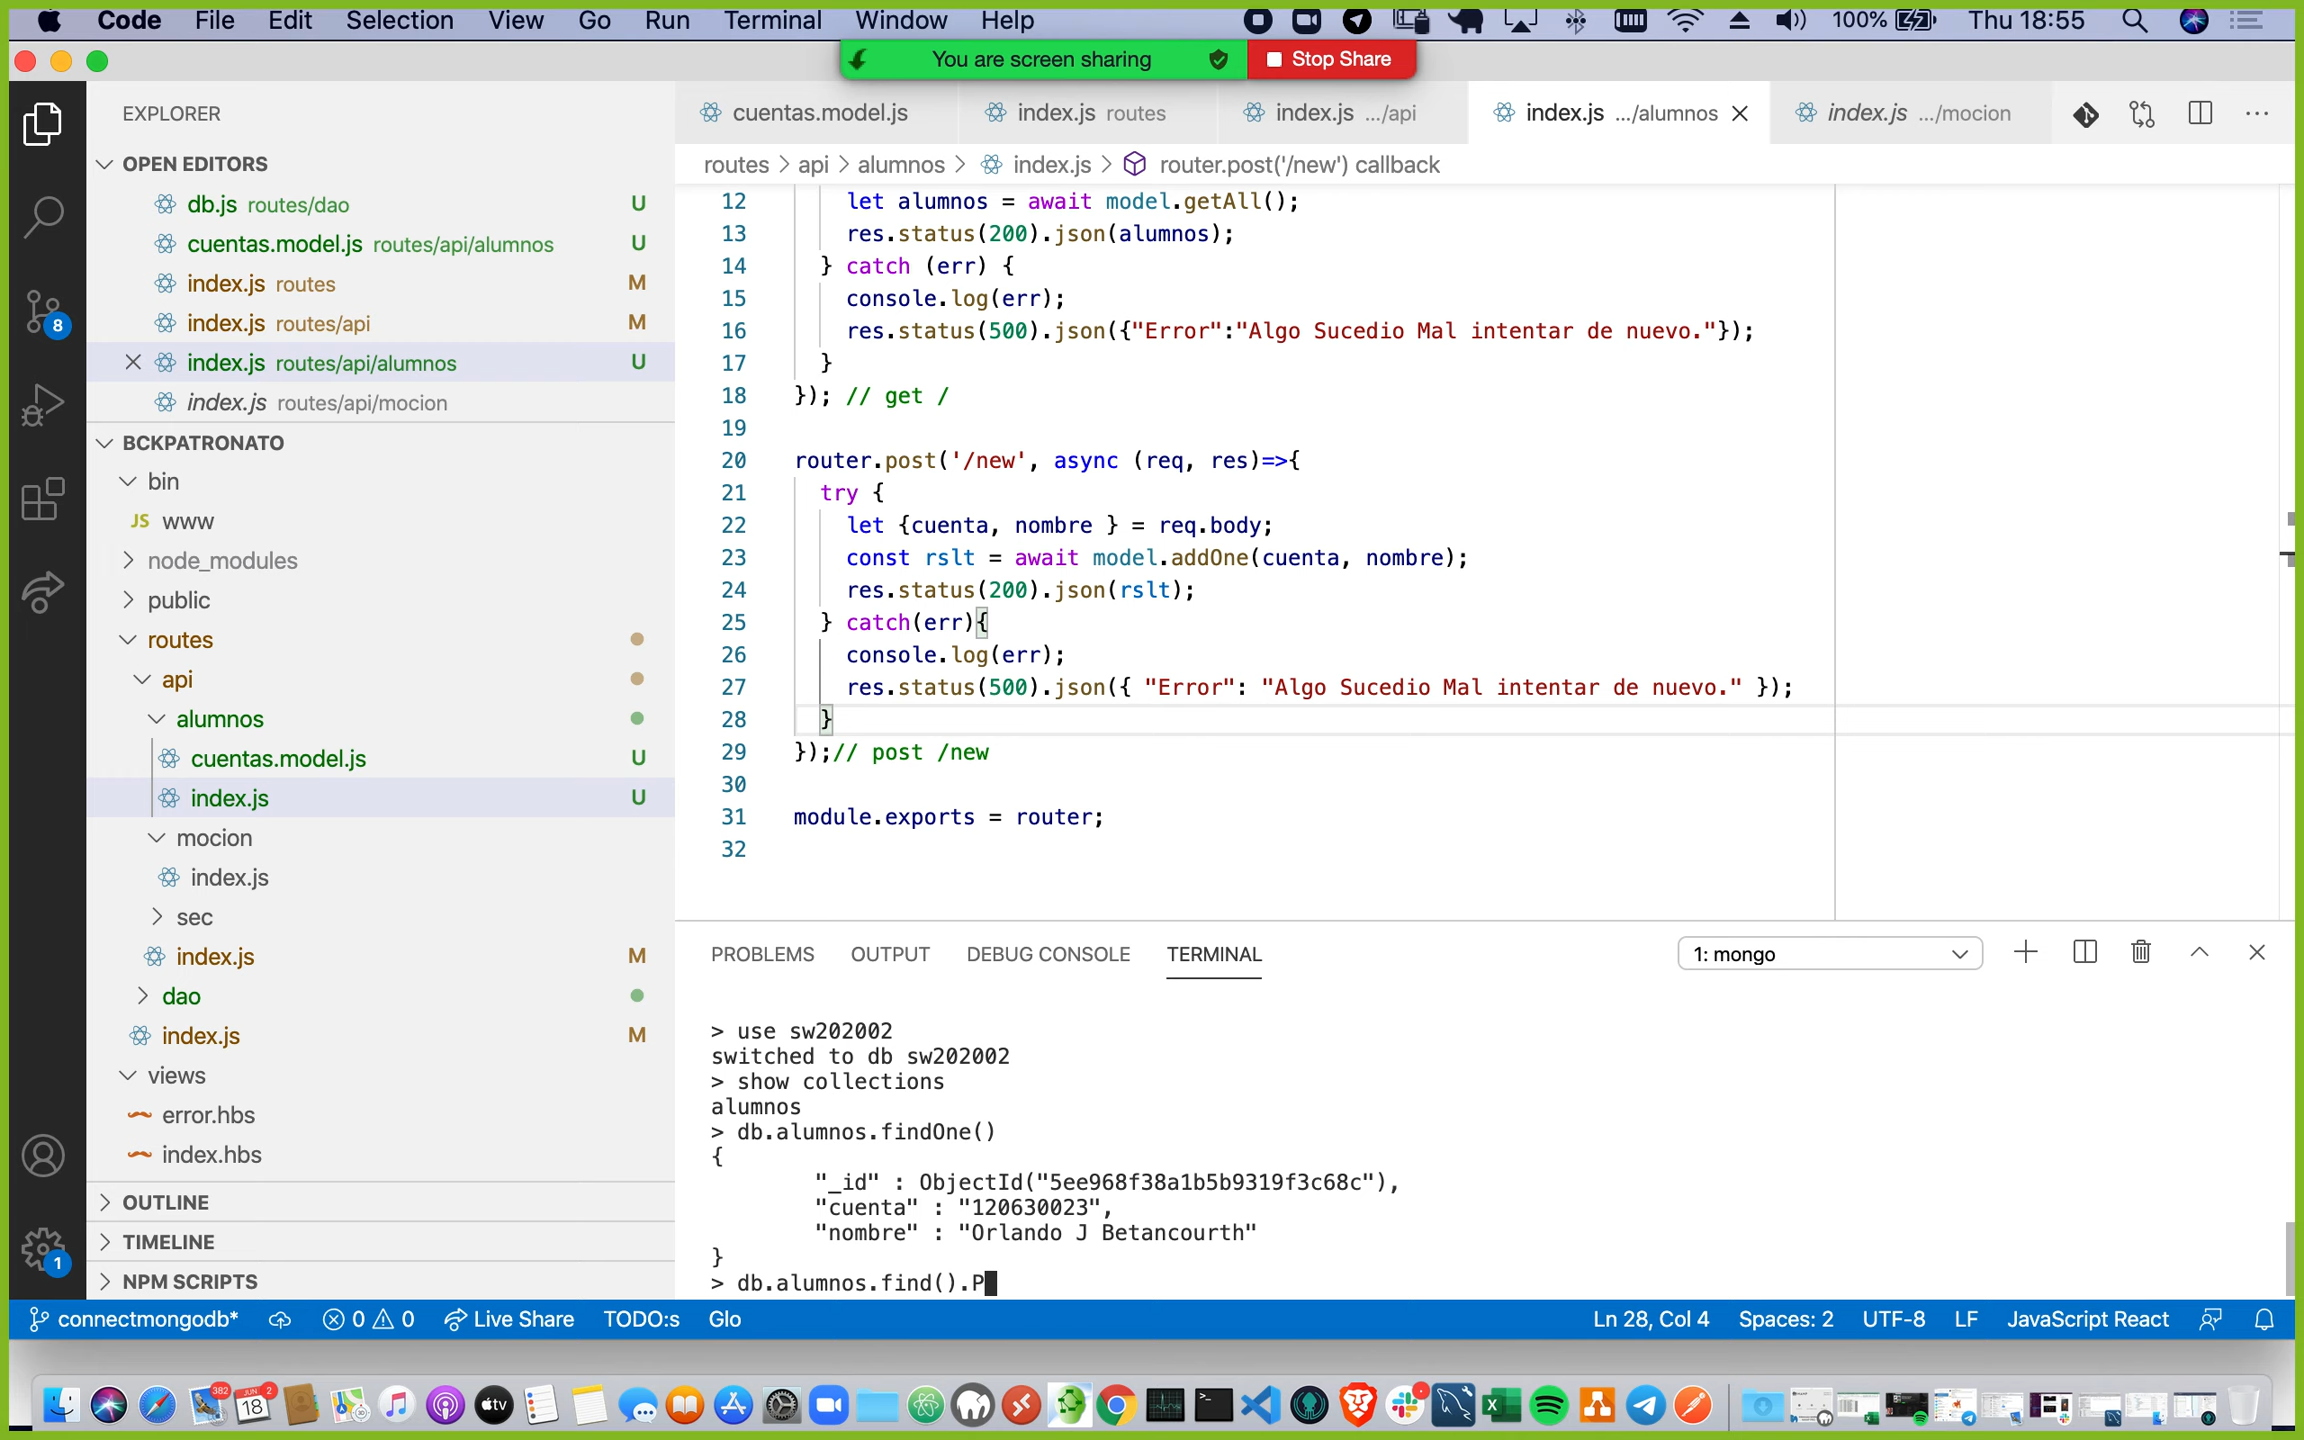 Code File Edit Selection View Go Run Terminal Window Help 100% Thu 18:55
You are screen sharing Stop Share
EXPLORER
OPEN EDITORS
db.js routes/dao U
cuentas.model.js routes/api/alumnos U
index.js routes M
index.js routes/api M
index.js routes/api/alumnos U
index.js routes/api/mocion
BCKPATRONATO
bin
JS www
node_modules
public
routes
api
alumnos
cuentas.model.js U
index.js U
mocion
index.js
sec
index.js M
dao
index.js M
views
error.hbs
index.hbs
OUTLINE
TIMELINE
NPM SCRIPTS
8
1
cuentas.model.js index.js routes index.js .../api index.js .../alumnos index.js .../mocion
routes > api > alumnos > index.js > router.post('/new') callback
12 let alumnos = await model.getAll();
13 res.status(200).json(alumnos);
14 } catch (err) {
15 console.log(err);
16 res.status(500).json({"Error":"Algo Sucedio Mal intentar de nuevo."});
17 }
18 }); // get /
19
20 router.post('/new', async (req, res)=>{
21 try {
22 let {cuenta, nombre } = req.body;
23 const rslt = await model.addOne(cuenta, nombre);
24 res.status(200).json(rslt);
25 } catch(err){
26 console.log(err);
27 res.status(500).json({ "Error": "Algo Sucedio Mal intentar de nuevo." });
28 }
29 });// post /new
30
31 module.exports = router;
32
PROBLEMS OUTPUT DEBUG CONSOLE TERMINAL 1: mongo
> use sw202002
switched to db sw202002
> show collections
alumnos
> db.alumnos.findOne()
{
"_id" : ObjectId("5ee968f38a1b5b9319f3c68c"),
"cuenta" : "120630023",
"nombre" : "Orlando J Betancourth"
}
> db.alumnos.find().P
connectmongodb* 0 0 Live Share TODO:s Glo Ln 28, Col 4 Spaces: 2 UTF-8 LF JavaScript React
382 JUN 2 18 tv